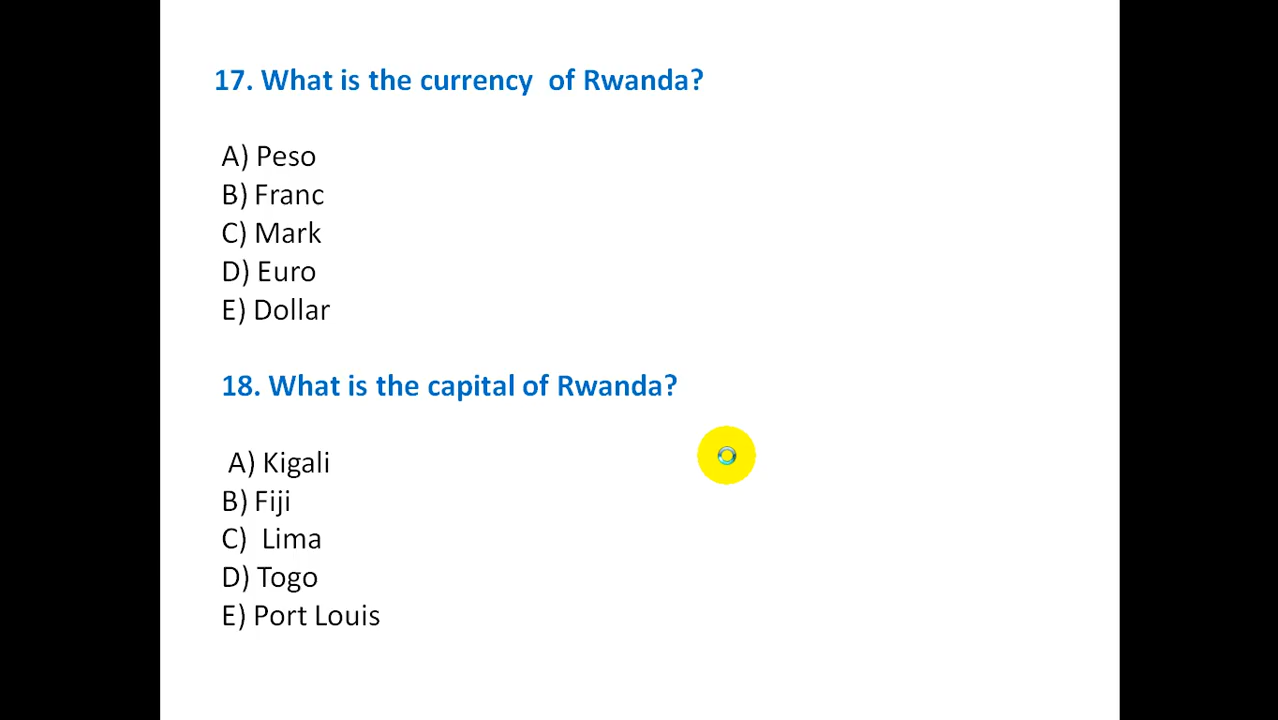 17. What is the currency  of Rwanda?
A) Peso
B) Franc
C) Mark
D) Euro
E) Dollar
18. What is the capital of Rwanda?
A) Kigali
B) Fiji
C)  Lima
D) Togo
E) Port Louis